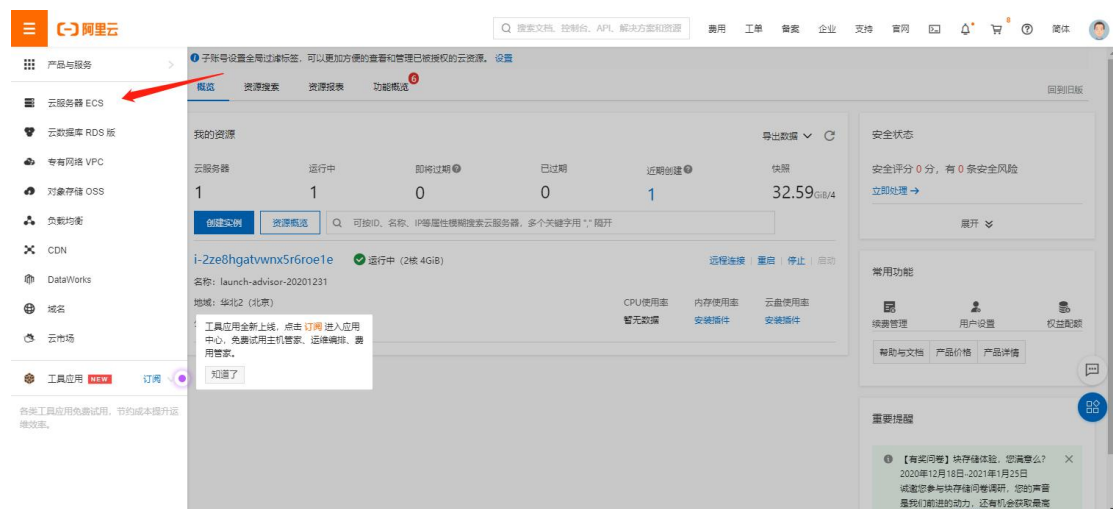 阿里云
搜索文档、控制台、API、解决方案和资源
费用 工单 备案 企业 支持 官网 简体
8
产品与服务
云服务器 ECS
云数据库 RDS 版
专有网络 VPC
对象存储 OSS
负载均衡
CDN
DataWorks
域名
云市场
工具应用 NEW 订阅
各类工具应用免费试用,节约成本提升运
维效率。
子账号设置全局过滤标签,可以更加方便的查看和管理已被授权的云资源。 设置
概览 资源搜索 资源报表 功能概览 6
回到旧版
我的资源
导出数据
云服务器 运行中 即将过期 已过期 近期创建 快照
1 1 0 0 1 32.59GiB/4
创建实例 资源概览 可按ID、名称、IP等属性模糊搜索云服务器,多个关键字用 "," 隔开
i-2ze8hgatvwnx5r6roe1e 运行中 (2核 4GiB)
远程连接 重启 停止 启动
名称: launch-advisor-20201231
地域: 华北2 (北京)
CPU使用率 内存使用率 云盘使用率
暂无数据 安装插件 安装插件
工具应用全新上线,点击 订阅 进入应用
中心,免费试用主机管家、运维编排、费
用管家。
知道了
安全状态
安全评分 0 分,有 0 条安全风险
立即处理
展开
常用功能
续费管理 用户设置 权益配额
帮助与文档 产品价格 产品详情
重要提醒
【有奖问卷】块存储体验,您满意么?
2020年12月18日-2021年1月25日
诚邀您参与块存储问卷调研,您的声音
是我们前进的动力,还有机会获取最高